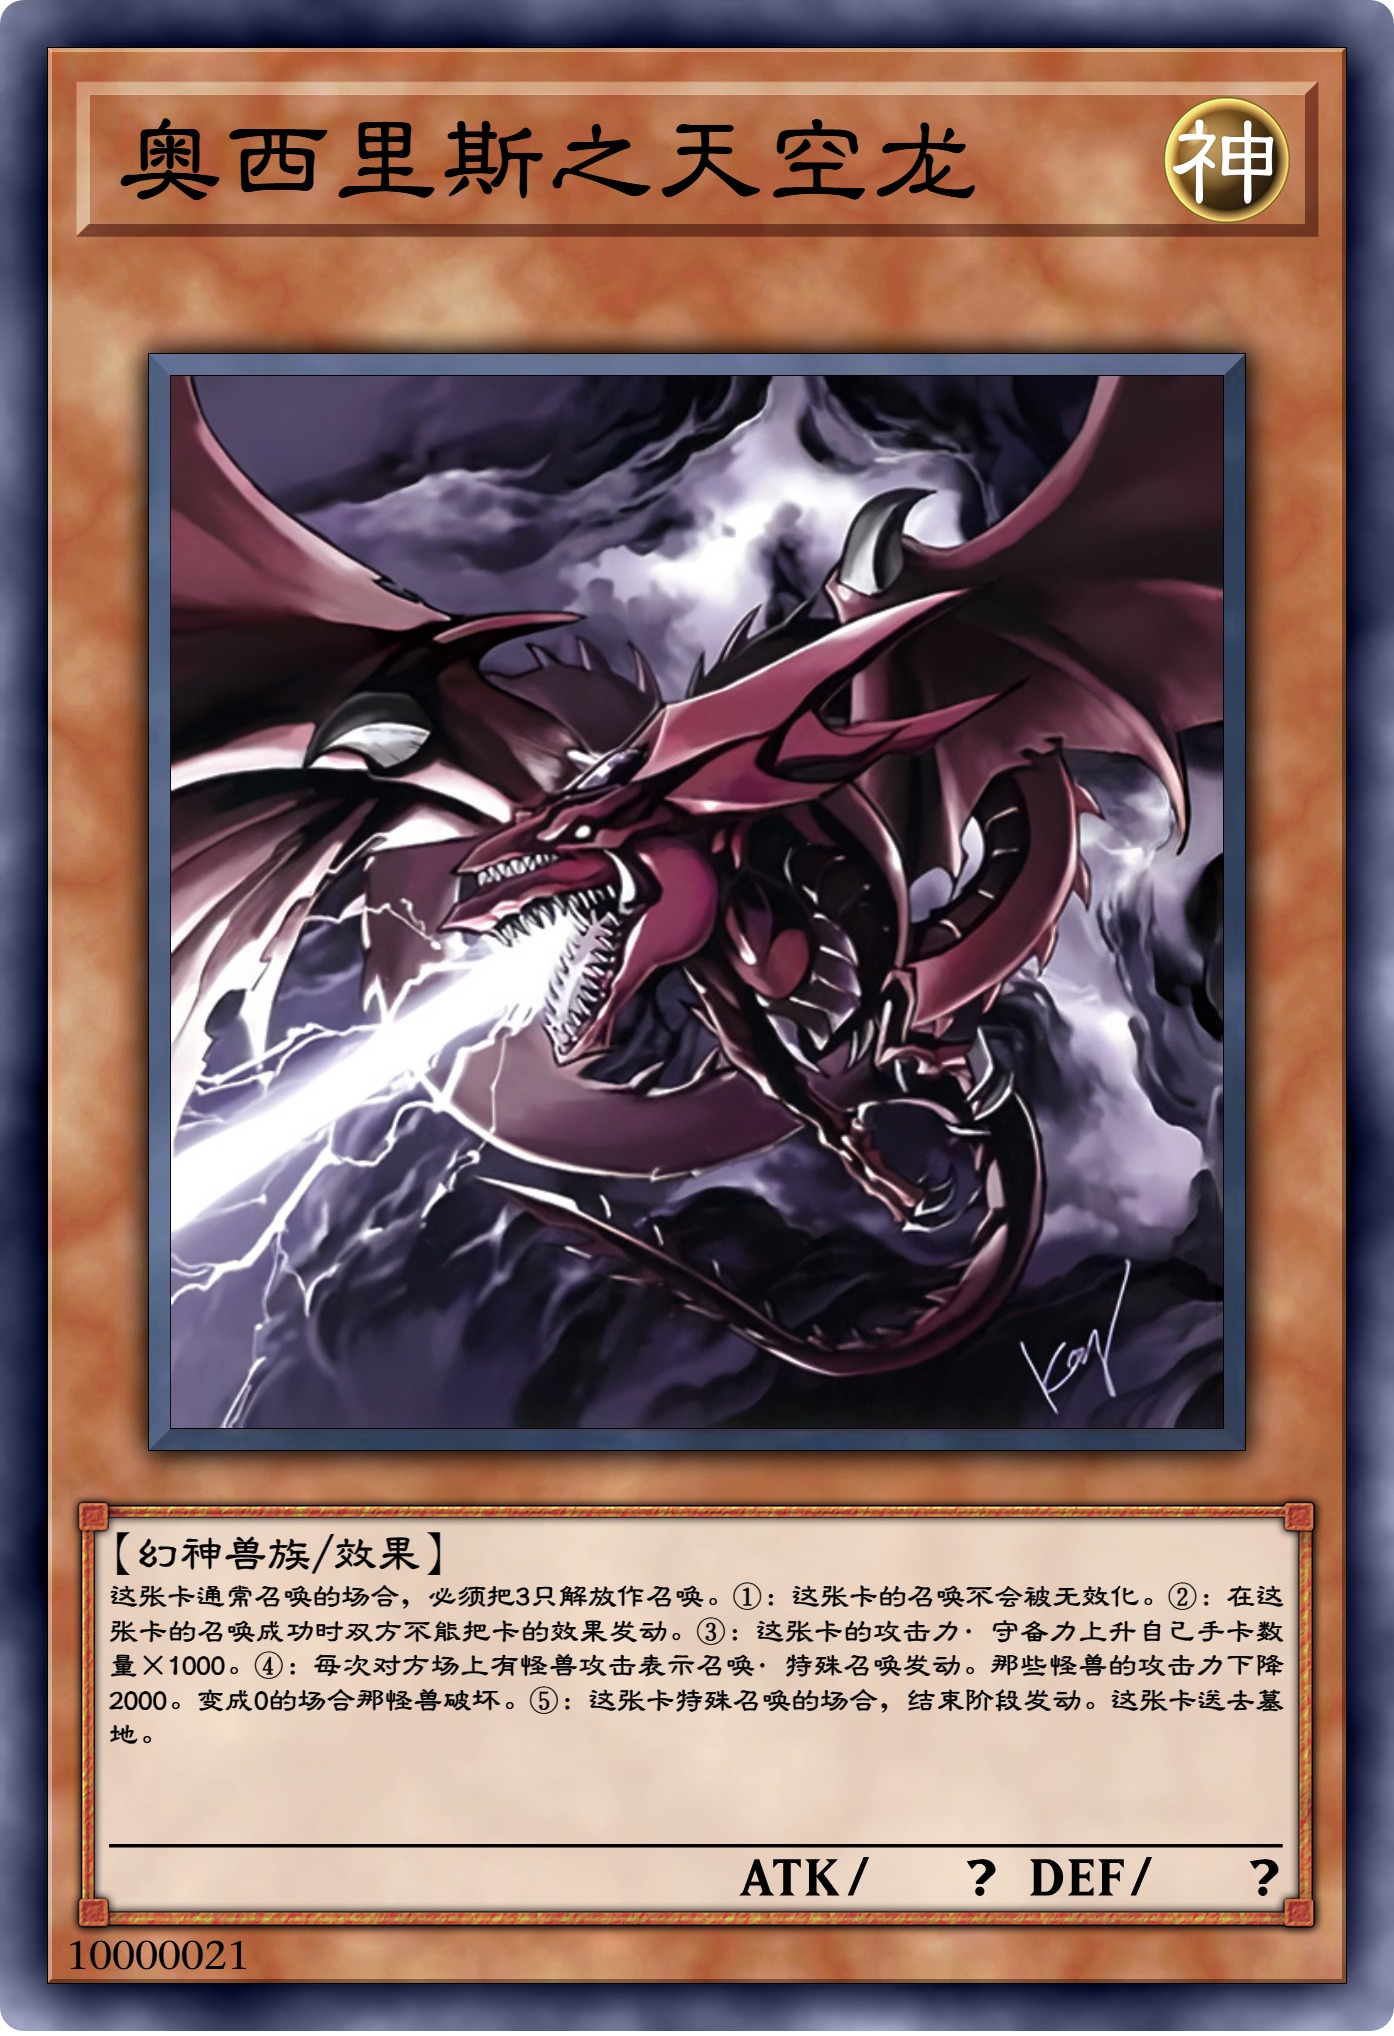 奥西里斯之天空龙
神
Kay
【幻神兽族/效果】
这张卡通常召唤的场合，必须把3只解放作召唤。①：这张卡的召唤不会被无效化。②：在这
张卡的召唤成功时双方不能把卡的效果发动。③：这张卡的攻击力·守备力上升自己手卡数
量×1000。④：每次对方场上有怪兽攻击表示召唤·特殊召唤发动。那些怪兽的攻击力下降
2000。变成0的场合那怪兽破坏。⑤：这张卡特殊召唤的场合，结束阶段发动。这张卡送去墓
地。
ATK/ ? DEF/ ?
10000021